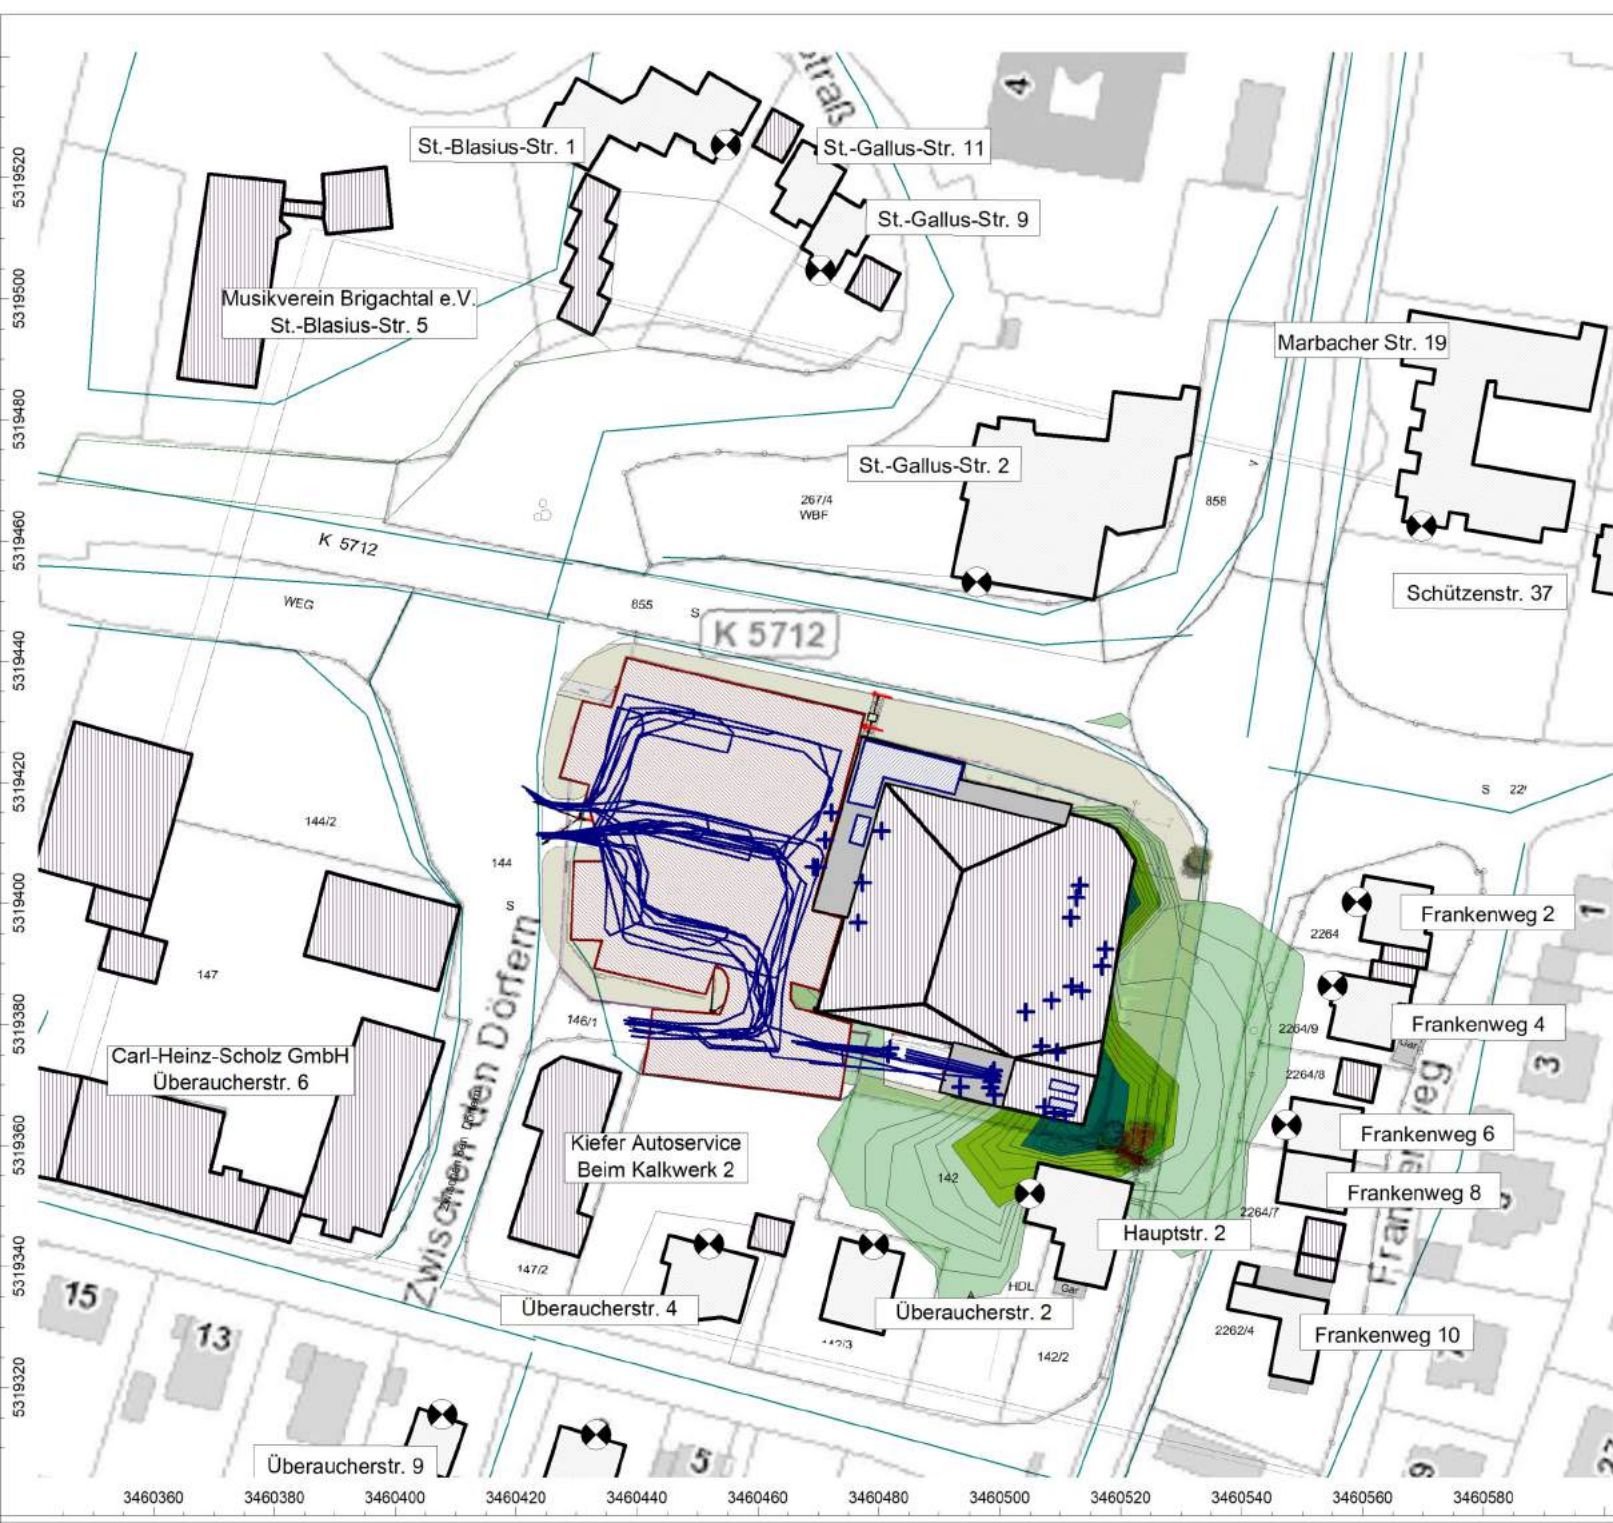 4
St.-Blasius-Str. 1
St.-Gallus-Str. 11
St.-Gallus-Str. 9
Musikverein Brigachtal e.V.
St.-Blasius-Str. 5
Marbacher Str. 19
St.-Gallus-Str. 2
267/4
WBF
858
K 5712
Schützenstr. 37
WEG
855
S
K 5712
S
144/2
144
S
147
146/1
Zwischen den Dörfern
Carl-Heinz-Scholz GmbH
Überaucherstr. 6
Kiefer Autoservice
Beim Kalkwerk 2
147/2
Überaucherstr. 4
142/3
Überaucherstr. 2
142
HDL
A
Gar
Hauptstr. 2
142/2
2264
Frankenweg 2
1
Frankenweg 4
2264/9
Gar
2264/8
3
Frankenweg 6
Frankenweg 8
2264/7
Frankenweg
Frankenweg 10
2262/4
15
13
Überaucherstr. 9
5
9
5319520
5319500
5319480
5319460
5319440
5319420
5319400
5319380
5319360
5319340
5319320
3460360
3460380
3460400
3460420
3460440
3460460
3460480
3460500
3460520
3460540
3460560
3460580